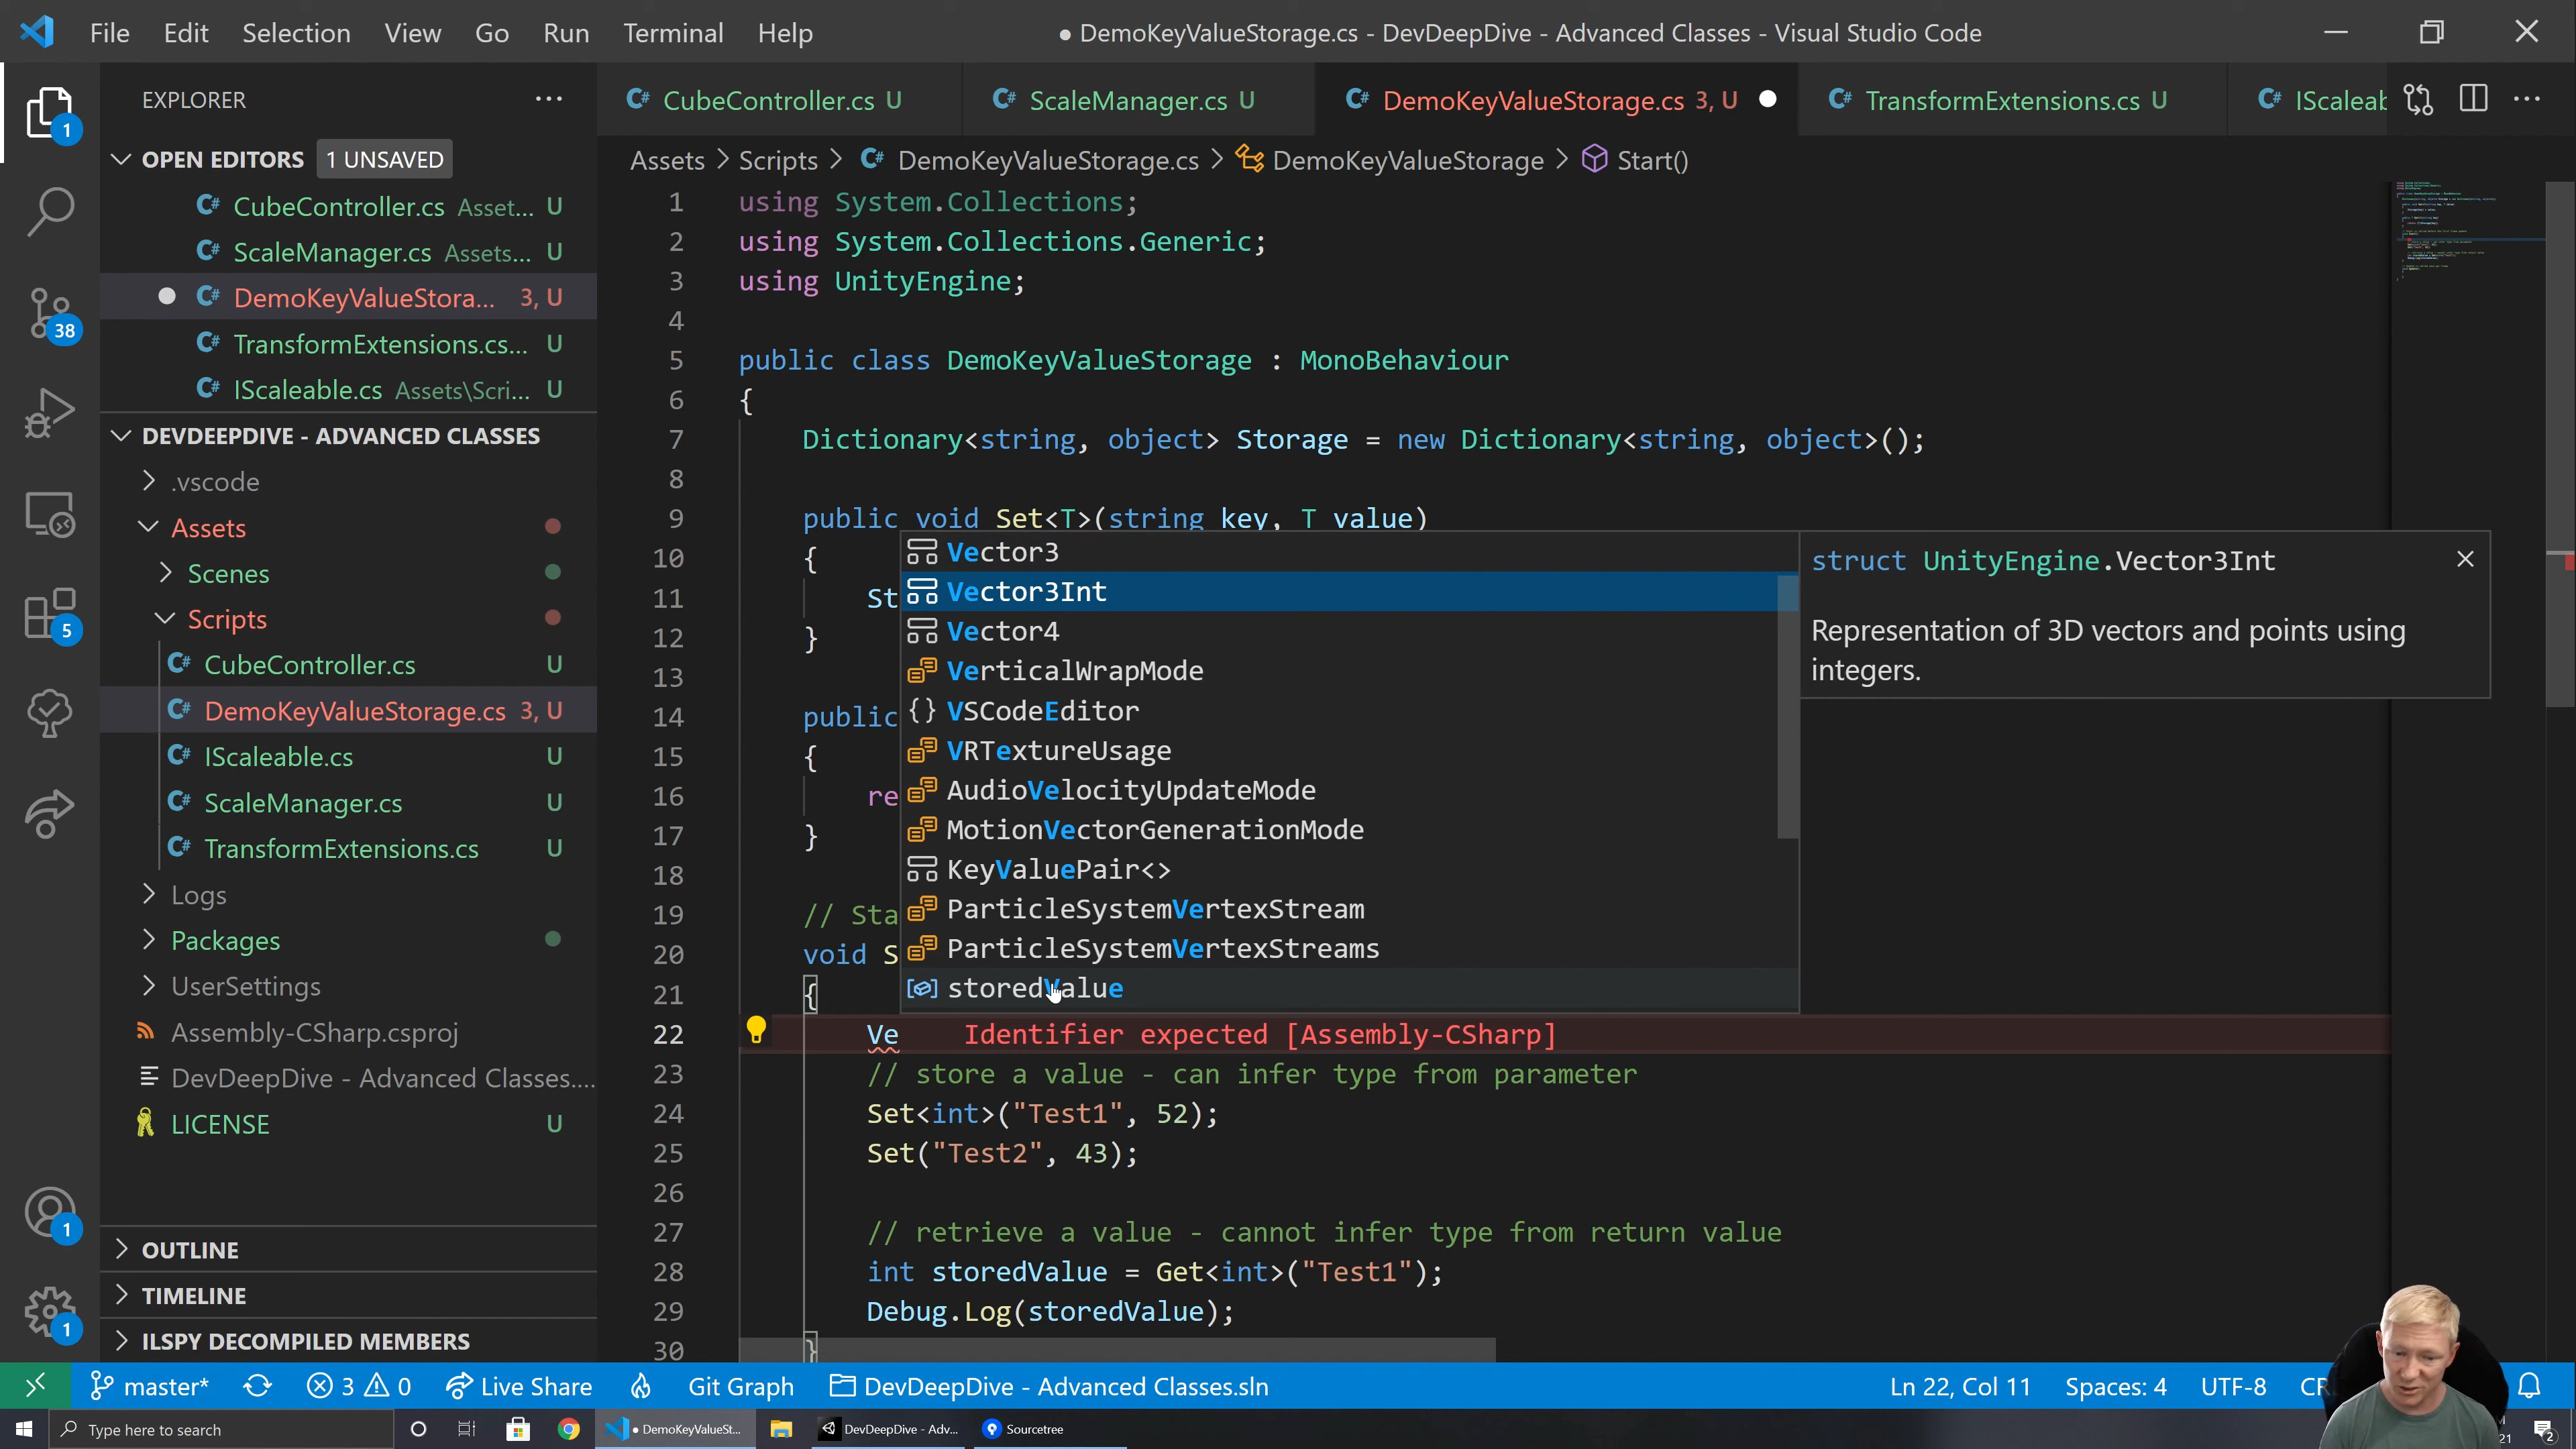 File Edit Selection View Go Run Terminal Help
● DemoKeyValueStorage.cs - DevDeepDive - Advanced Classes - Visual Studio Code
EXPLORER
OPEN EDITORS 1 UNSAVED
CubeController.cs Asset... U
ScaleManager.cs Assets... U
DemoKeyValueStora... 3, U
TransformExtensions.cs... U
IScaleable.cs Assets\Scri... U
DEVDEEPDIVE - ADVANCED CLASSES
.vscode
Assets
Scenes
Scripts
CubeController.cs U
DemoKeyValueStorage.cs 3, U
IScaleable.cs U
ScaleManager.cs U
TransformExtensions.cs U
Logs
Packages
UserSettings
Assembly-CSharp.csproj
DevDeepDive - Advanced Classes....
LICENSE U
OUTLINE
TIMELINE
ILSPY DECOMPILED MEMBERS
1
38
5
1
1
CubeController.cs U
ScaleManager.cs U
DemoKeyValueStorage.cs 3, U
TransformExtensions.cs U
IScaleab
Assets > Scripts > DemoKeyValueStorage.cs > DemoKeyValueStorage > Start()
1 using System.Collections;
2 using System.Collections.Generic;
3 using UnityEngine;
4
5 public class DemoKeyValueStorage : MonoBehaviour
6 {
7 Dictionary<string, object> Storage = new Dictionary<string, object>();
8
9 public void Set<T>(string key, T value)
10 {
11 St
12 }
13
14 public
15 {
16 re
17 }
18
19 // Sta
20 void S
21 {
22 Ve Identifier expected [Assembly-CSharp]
23 // store a value - can infer type from parameter
24 Set<int>("Test1", 52);
25 Set("Test2", 43);
26
27 // retrieve a value - cannot infer type from return value
28 int storedValue = Get<int>("Test1");
29 Debug.Log(storedValue);
30 }
Vector3
Vector3Int
Vector4
VerticalWrapMode
{} VSCodeEditor
VRTextureUsage
AudioVelocityUpdateMode
MotionVectorGenerationMode
KeyValuePair<>
ParticleSystemVertexStream
ParticleSystemVertexStreams
storedValue
struct UnityEngine.Vector3Int
Representation of 3D vectors and points using
integers.
master* 3 0 Live Share Git Graph DevDeepDive - Advanced Classes.sln Ln 22, Col 11 Spaces: 4 UTF-8 CR
Type here to search
● DemoKeyValueSt...
DevDeepDive - Adv...
Sourcetree
21
2